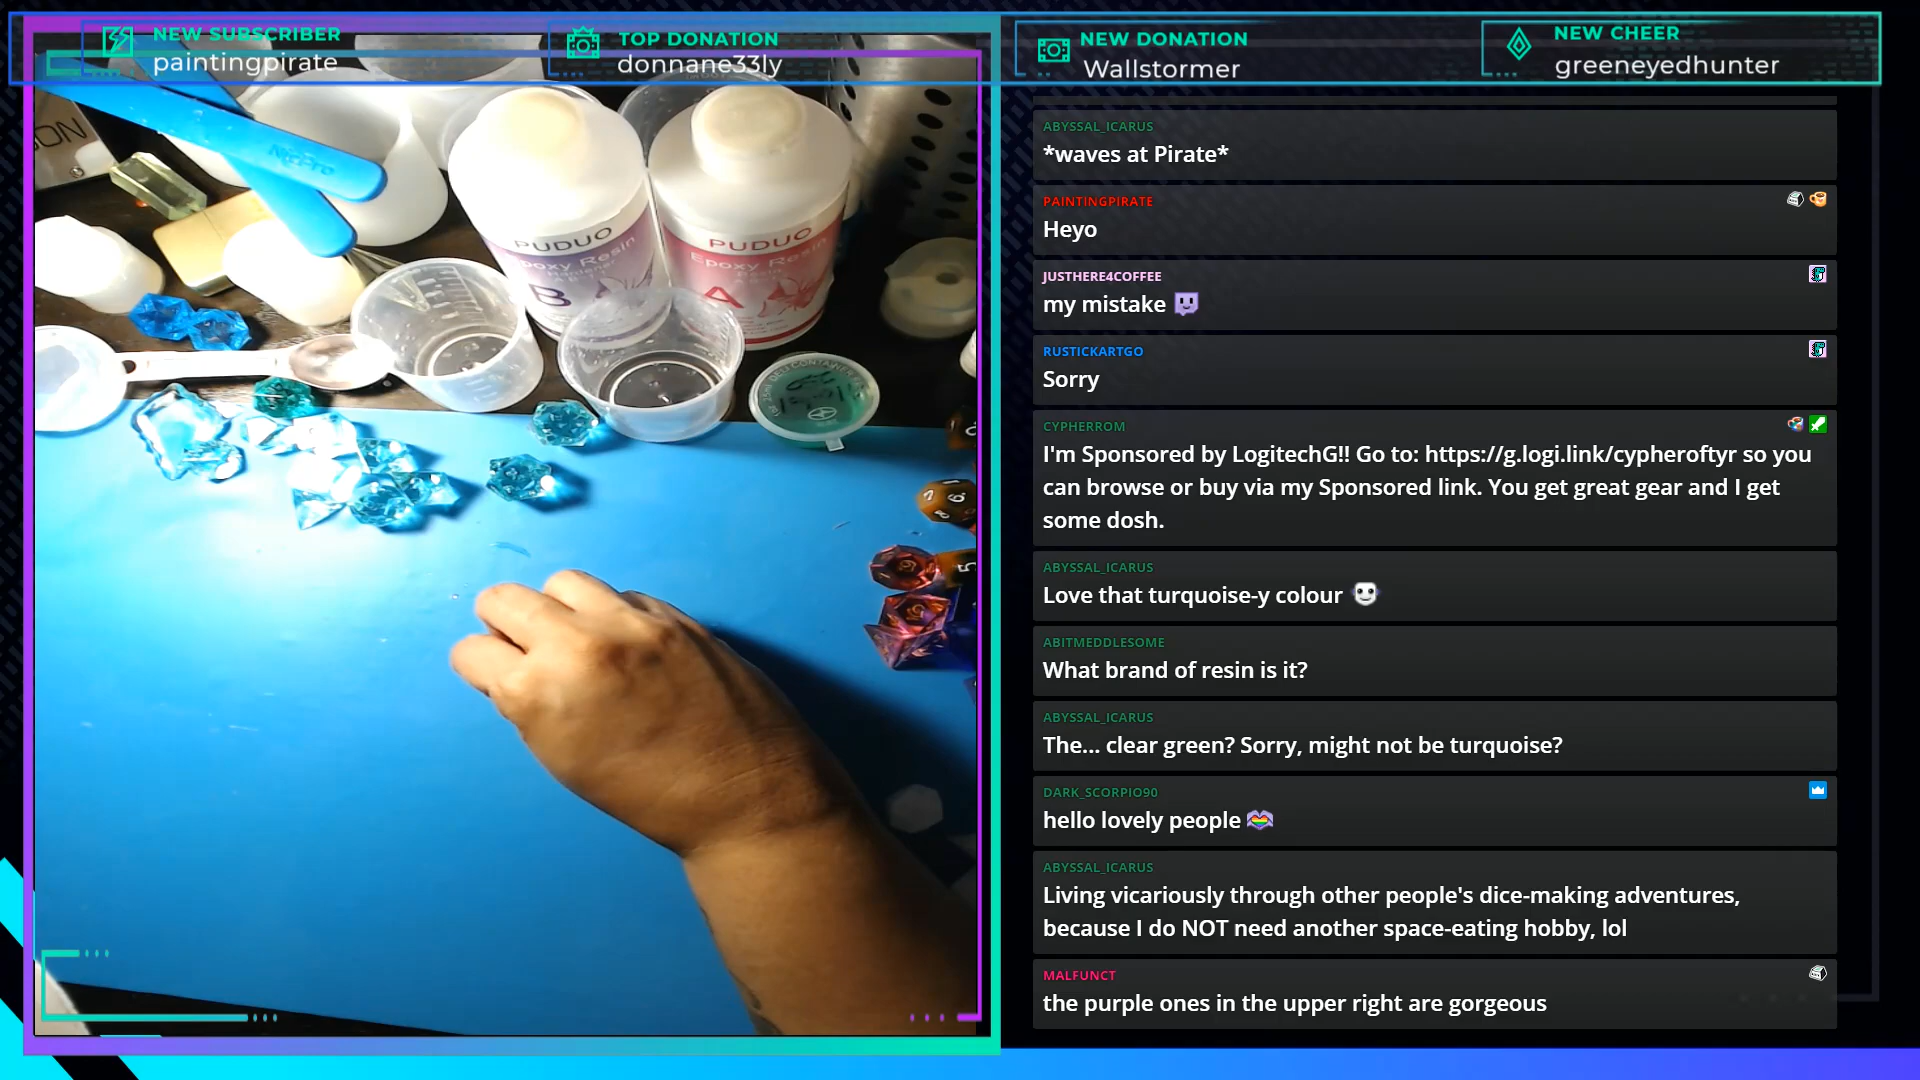 NEW SUBSCRIBER
paintingpirate
TOP DONATION
donnane33ly
NEW DONATION
Wallstormer
NEW CHEER
greeneyedhunter
NicPro
PUDUO
Epoxy Resin
B
PUDUO
Epoxy Resin
A
ABYSSAL_ICARUS
*waves at Pirate*
PAINTINGPIRATE
Heyo
JUSTHERE4COFFEE
my mistake
RUSTICKARTGO
Sorry
CYPHERROM
I'm Sponsored by LogitechG!! Go to: https://g.logi.link/cypheroftyr so you
can browse or buy via my Sponsored link. You get great gear and I get
some dosh.
ABYSSAL_ICARUS
Love that turquoise-y colour
ABITMEDDLESOME
What brand of resin is it?
ABYSSAL_ICARUS
The... clear green? Sorry, might not be turquoise?
DARK_SCORPIO90
hello lovely people
ABYSSAL_ICARUS
Living vicariously through other people's dice-making adventures,
because I do NOT need another space-eating hobby, lol
MALFUNCT
the purple ones in the upper right are gorgeous